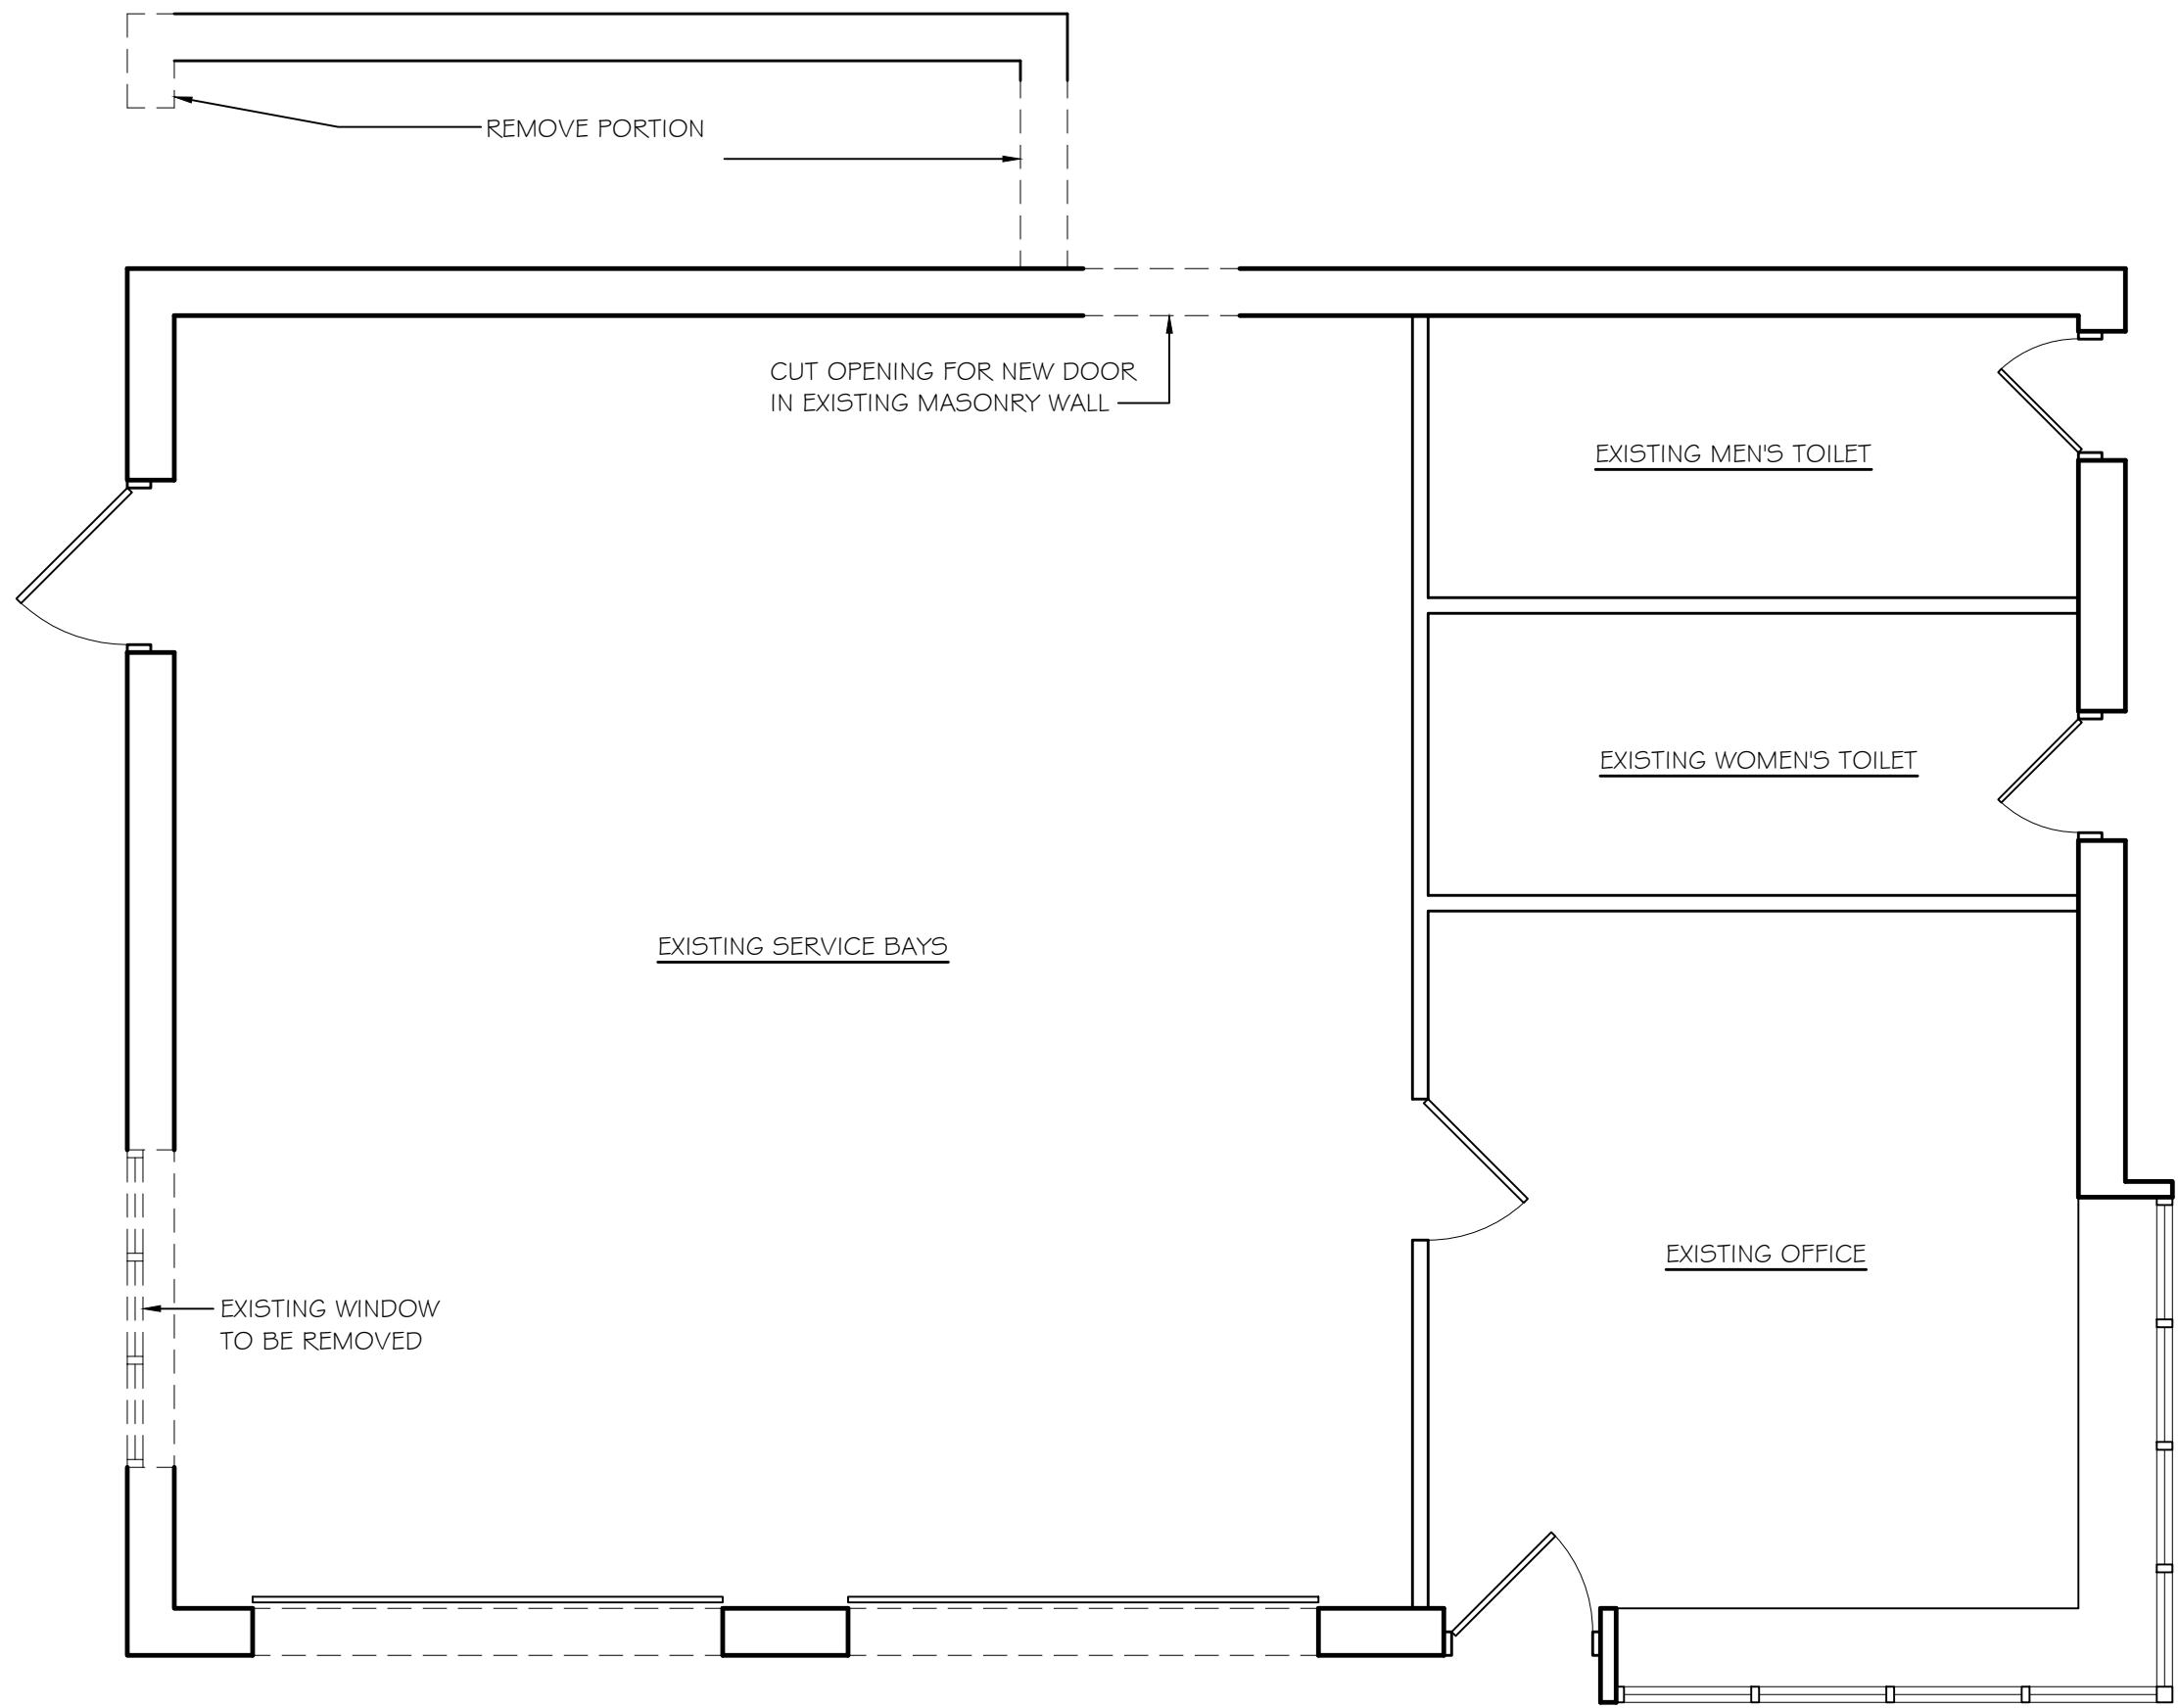 REMOVE PORTION
CUT OPENING FOR NEW DOOR
IN EXISTING MASONRY WALL
EXISTING MEN'S TOILET
EXISTING WOMEN'S TOILET
EXISTING SERVICE BAYS
EXISTING OFFICE
EXISTING WINDOW
TO BE REMOVED